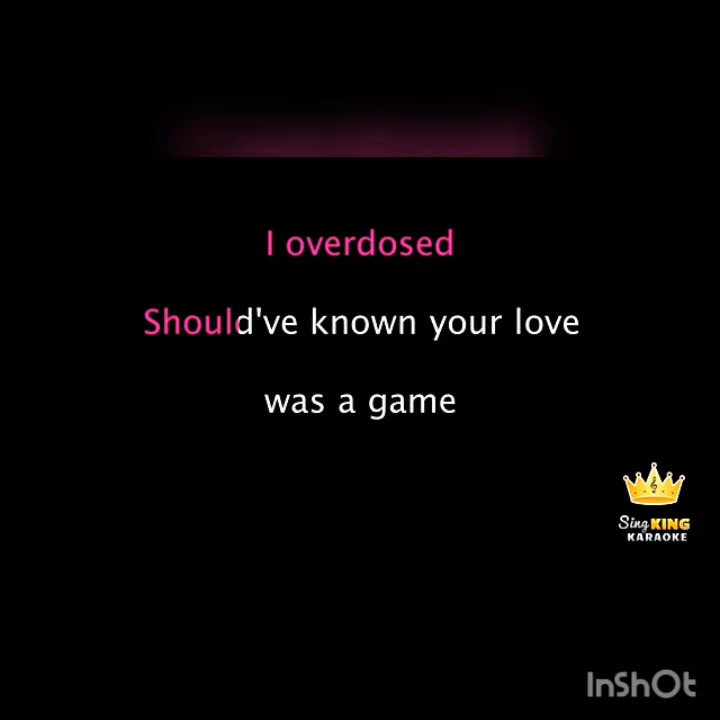 I overdosed
Should've known your love
was a game
Sing KING
KARAOKE
InShOt